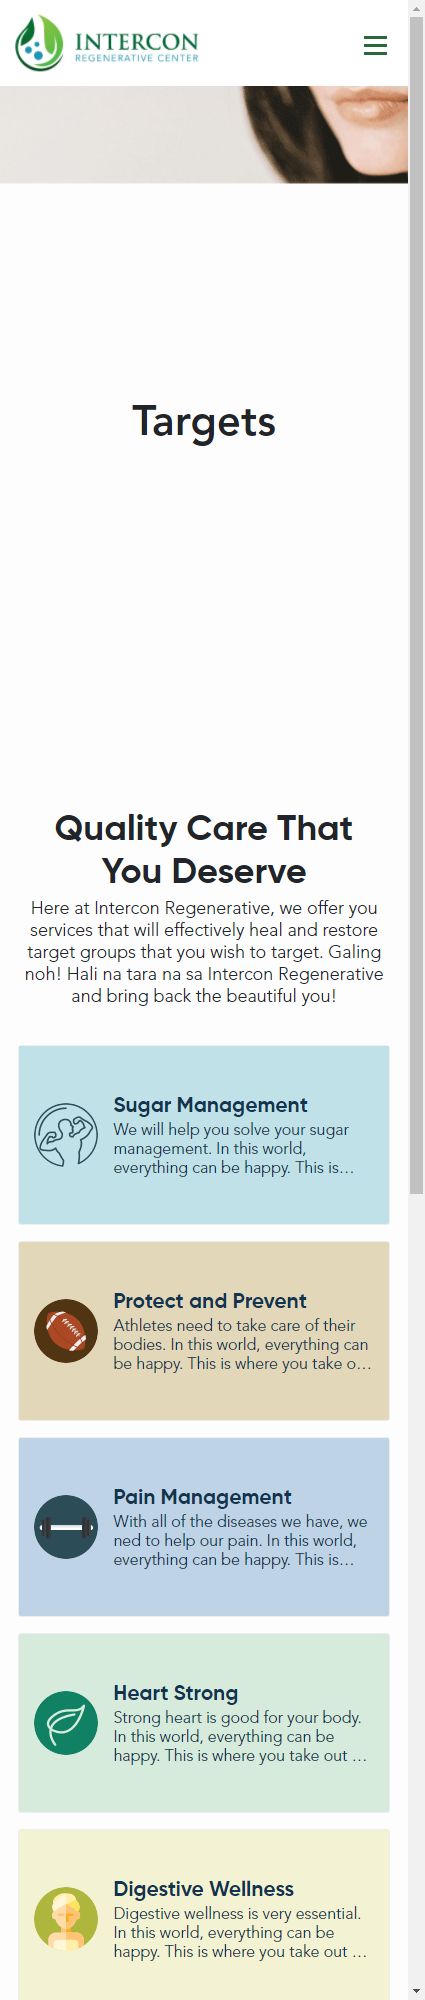 INTERCON
REGENERATIVE CENTER
Targets
Quality Care That
You Deserve
Here at Intercon Regenerative, we offer you
services that will effectively heal and restore
target groups that you wish to target. Galing
noh! Hali na tara na sa Intercon Regenerative
and bring back the beautiful you!
Sugar Management
We will help you solve your sugar
management. In this world,
everything can be happy. This is...
Protect and Prevent
Athletes need to take care of their
bodies. In this world, everything can
be happy. This is where you take o...
Pain Management
With all of the diseases we have, we
ned to help our pain. In this world,
everything can be happy. This is...
Heart Strong
Strong heart is good for your body.
In this world, everything can be
happy. This is where you take out ...
Digestive Wellness
Digestive wellness is very essential.
In this world, everything can be
happy. This is where you take out ...